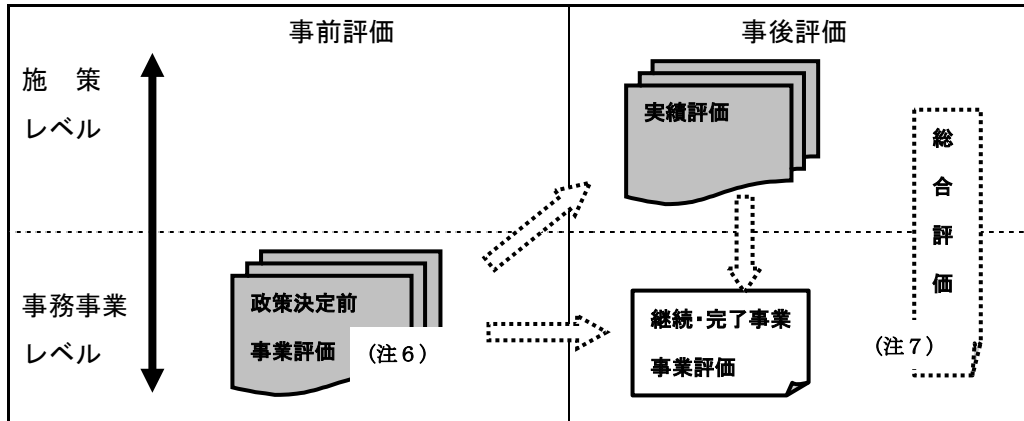 事前評価
事後評価
施　策
レベル
実績評価
総
合
評
価
事務事業
レベル
政策決定前
事業評価
（注６）
継続・完了事業
事業評価
（注７）